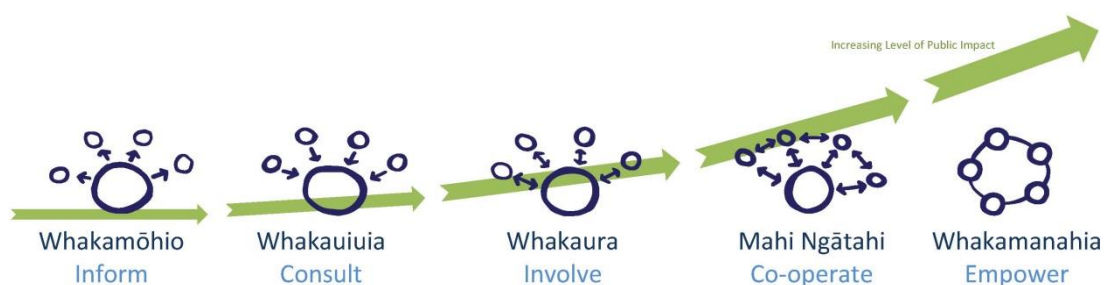 Increasing Level of Public Impact
Whakamōhio
Inform
Whakauiuia
Consult
Whakaura
Involve
Mahi Ngātahi
Co-operate
Whakamanahia
Empower